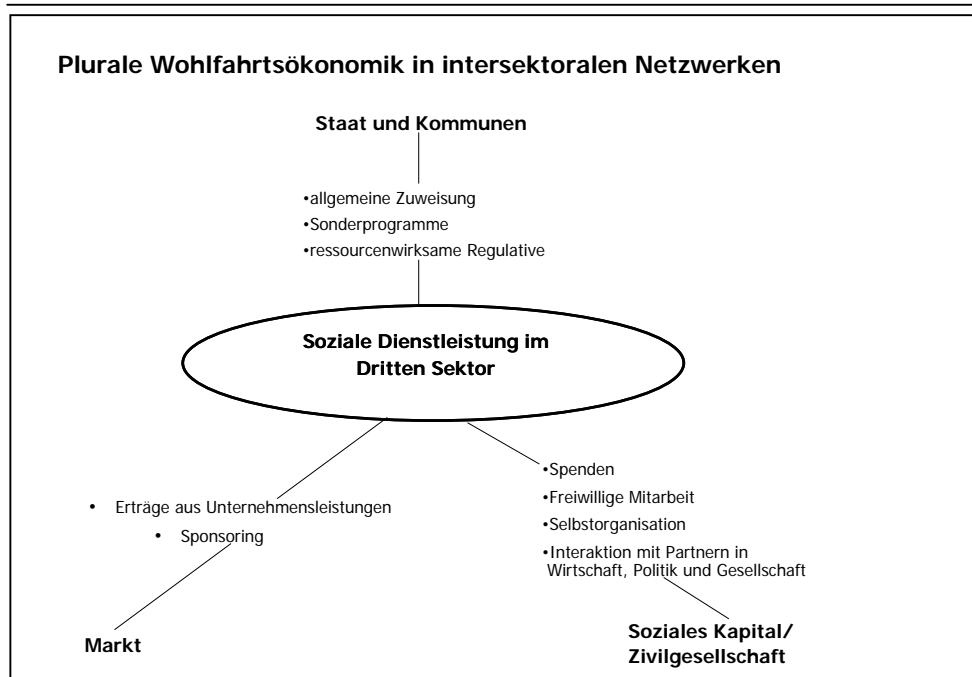 Plurale Wohlfahrtsökonomik in intersektoralen Netzwerken
Staat und Kommunen
•allgemeine Zuweisung
•Sonderprogramme
•ressourcenwirksame Regulative
Soziale Dienstleistung im
Dritten Sektor
• Erträge aus Unternehmensleistungen
• Sponsoring
Markt
•Spenden
•Freiwillige Mitarbeit
•Selbstorganisation
•Interaktion mit Partnern in
Wirtschaft, Politik und Gesellschaft
Soziales Kapital/
Zivilgesellschaft